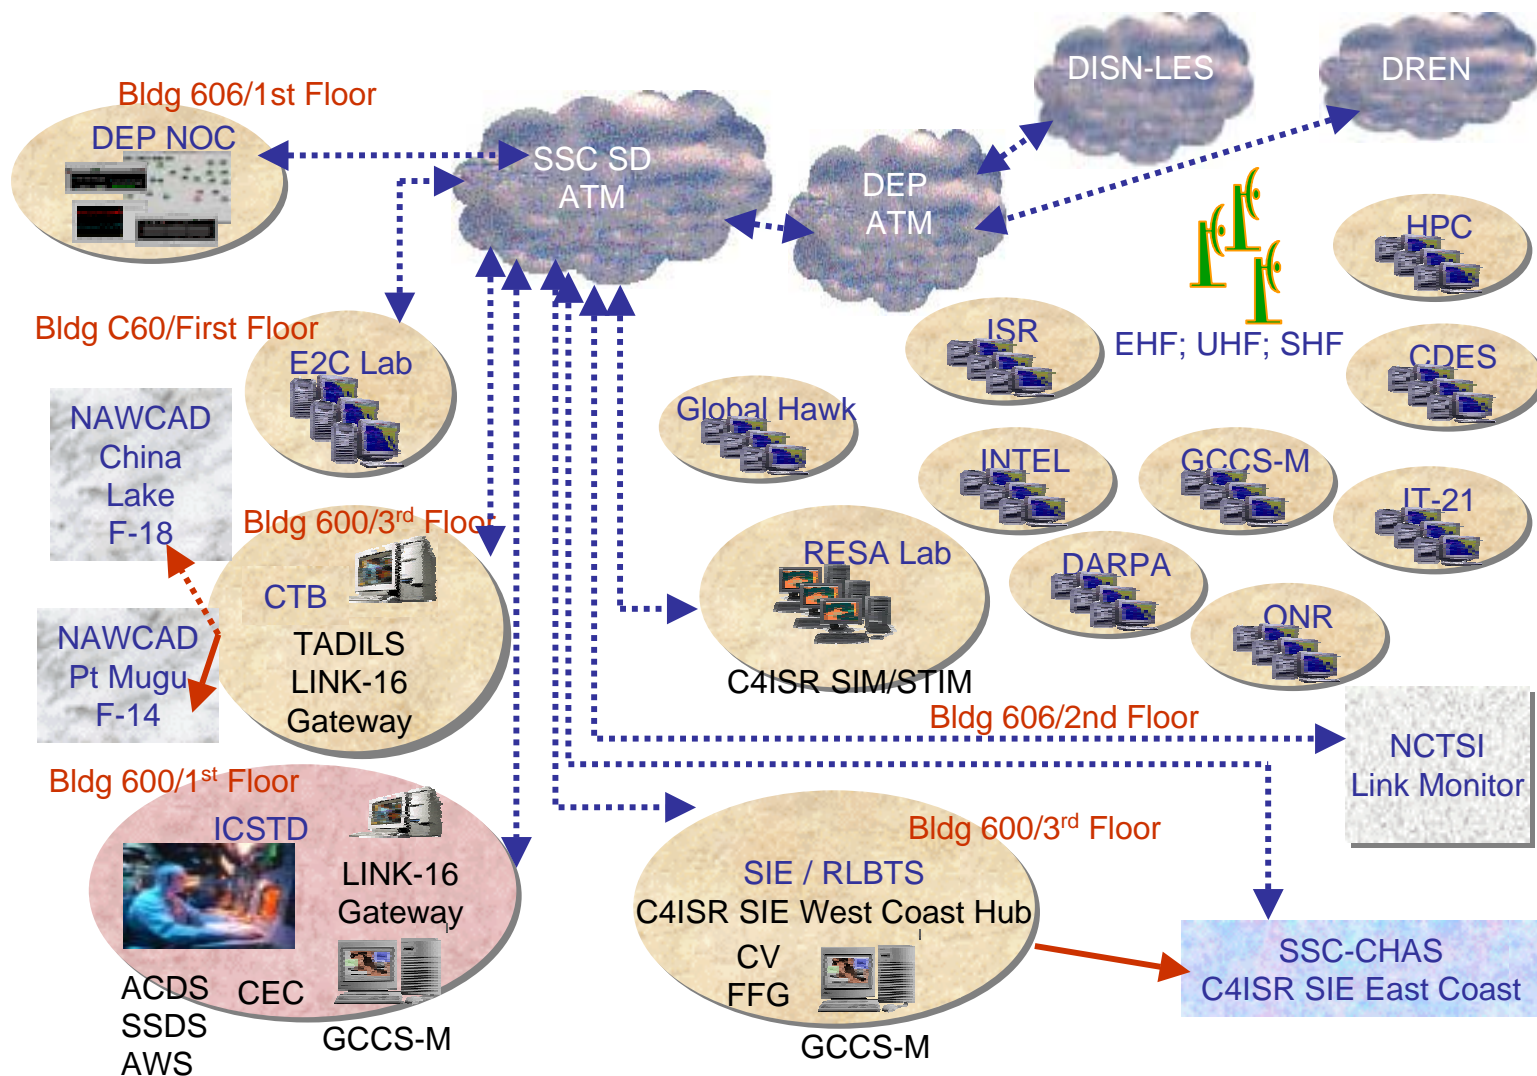 DISN-LES
DREN
Bldg 606/1st Floor
DEP NOC
SSC SD
ATM
DEP
ATM
HPC
Bldg C60/First Floor
E2C Lab
ISR
EHF; UHF; SHF
CDES
NAWCAD
China
Lake
F-18
Global Hawk
INTEL
GCCS-M
IT-21
Bldg 600/3rd Floor
CTB
TADILS
LINK-16
Gateway
RESA Lab
C4ISR SIM/STIM
DARPA
ONR
NAWCAD
Pt Mugu
F-14
Bldg 606/2nd Floor
NCTSI
Link Monitor
Bldg 600/1st Floor
ICSTD
LINK-16
Gateway
ACDS
SSDS
AWS
CEC
GCCS-M
Bldg 600/3rd Floor
SIE / RLBTS
C4ISR SIE West Coast Hub
CV
FFG
GCCS-M
SSC-CHAS
C4ISR SIE East Coast